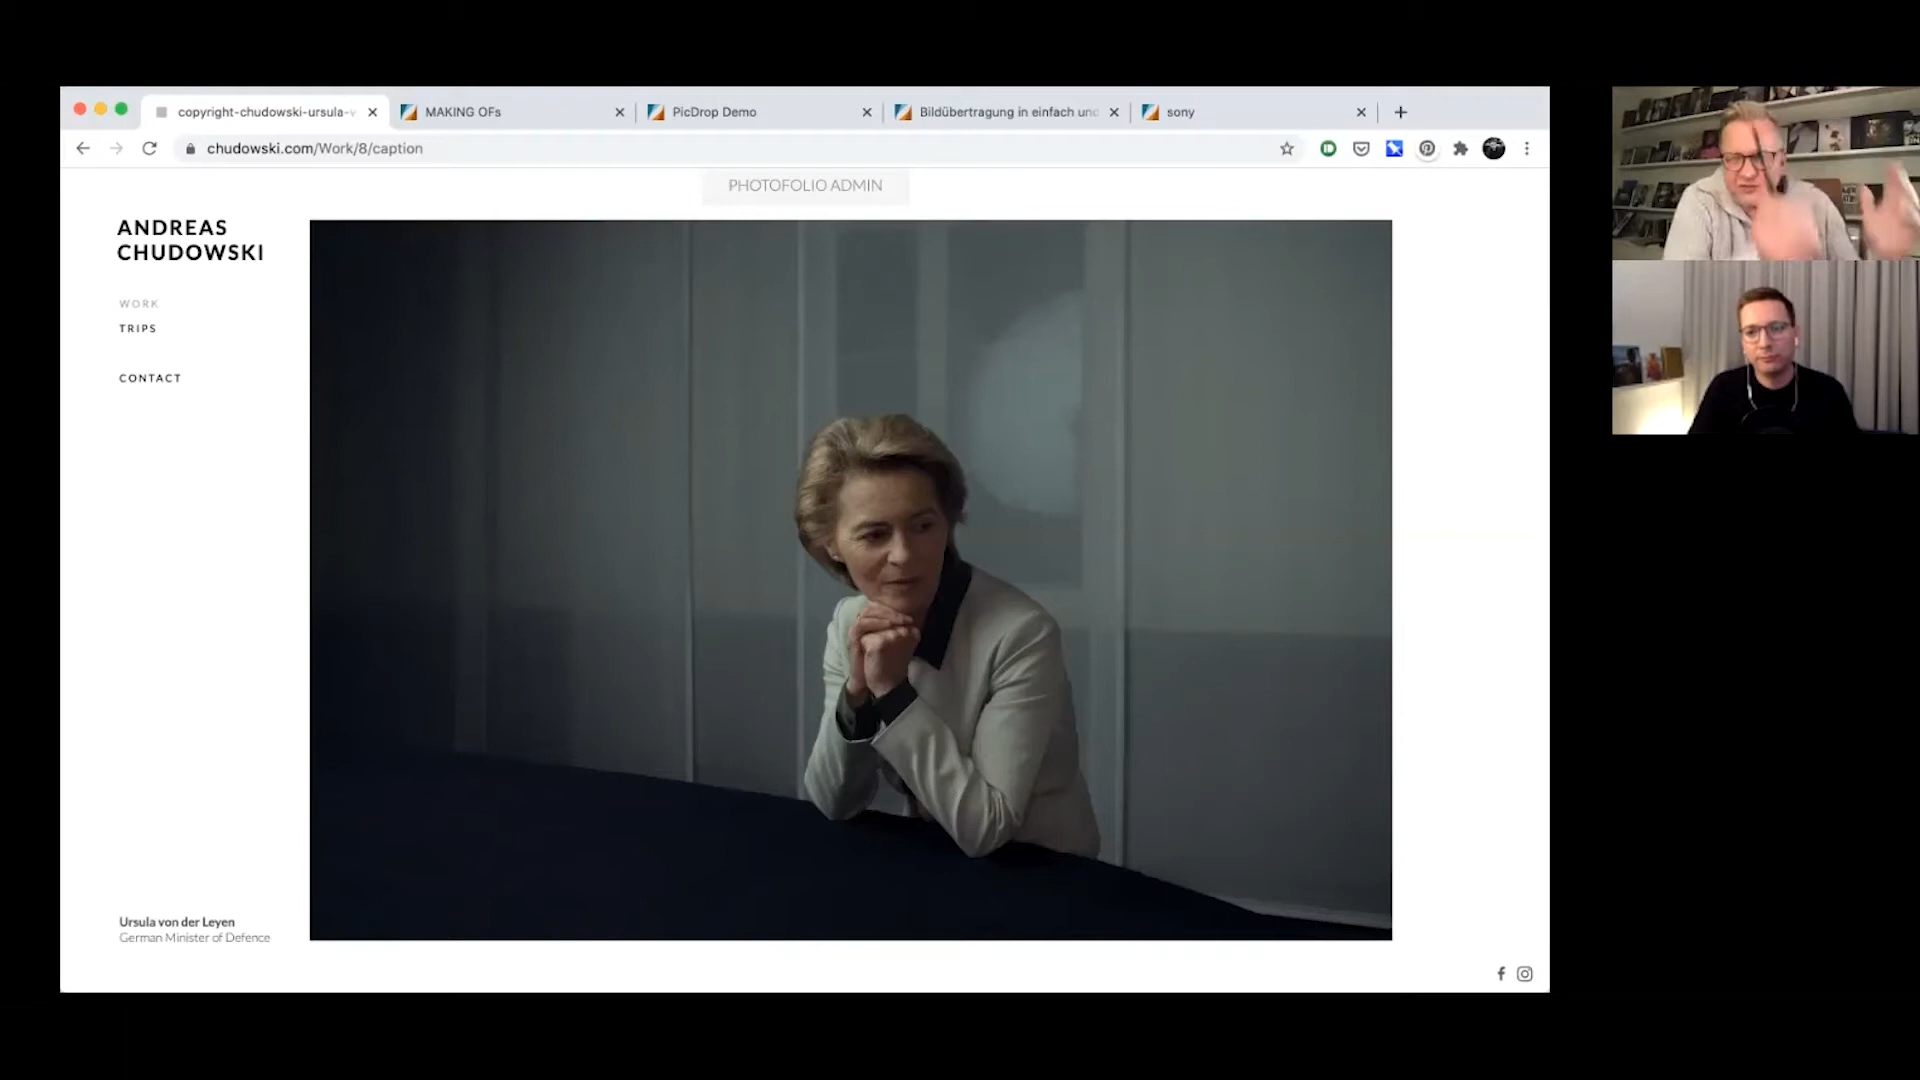 copyright-chudowski-ursula-v
MAKING OFs
PicDrop Demo
Bildübertragung in einfach und
sony
chudowski.com/Work/8/caption
PHOTOFOLIO ADMIN
ANDREAS
CHUDOWSKI
WORK
TRIPS
CONTACT
Ursula von der Leyen
German Minister of Defence